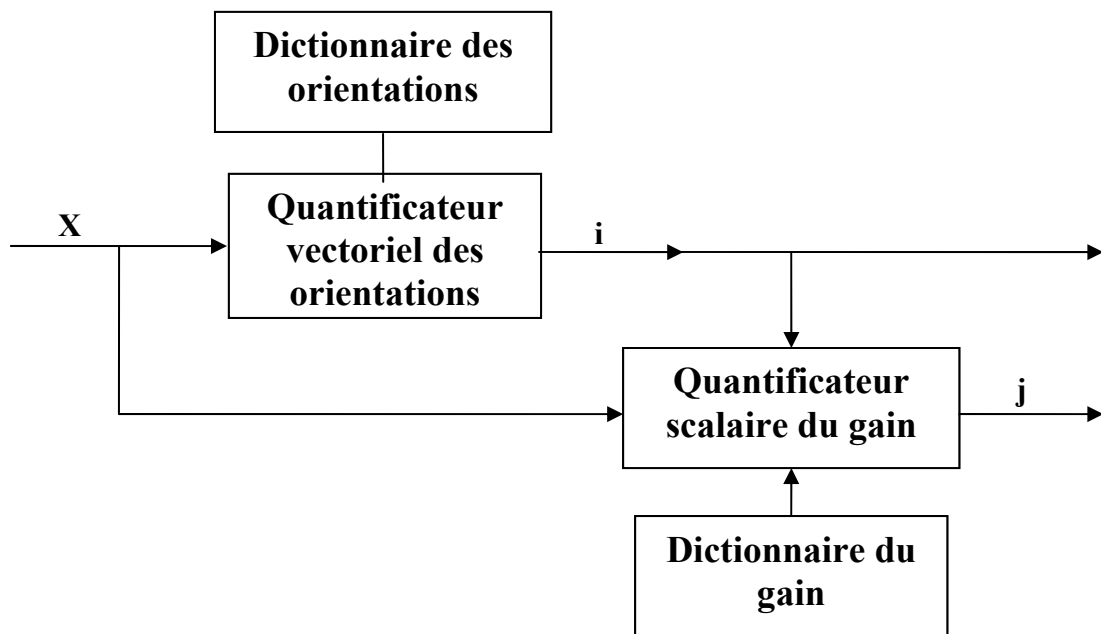 Dictionnaire des
orientations
X
Quantificateur
vectoriel des
orientations
i
Quantificateur
scalaire du gain
j
Dictionnaire du
gain